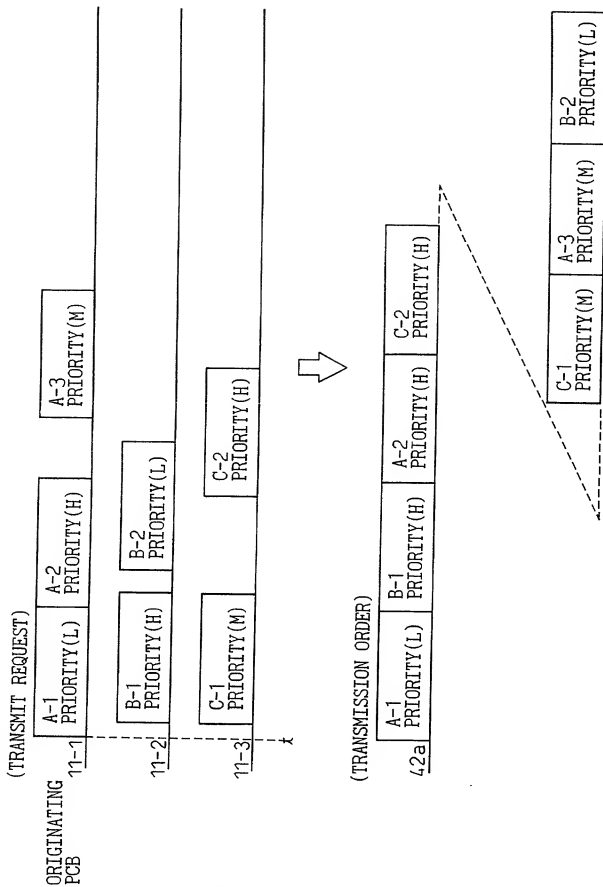 (TRANSMIT REQUEST)
ORIGINATING
PCB
11-1
A-1
PRIORITY(L)
A-2
PRIORITY(H)
A-3
PRIORITY(M)
11-2
B-1
PRIORITY(H)
B-2
PRIORITY(L)
11-3
C-1
PRIORITY(M)
C-2
PRIORITY(H)
t
(TRANSMISSION ORDER)
42a
A-1
PRIORITY(L)
B-1
PRIORITY(H)
A-2
PRIORITY(H)
C-2
PRIORITY(H)
C-1
PRIORITY(M)
A-3
PRIORITY(M)
B-2
PRIORITY(L)